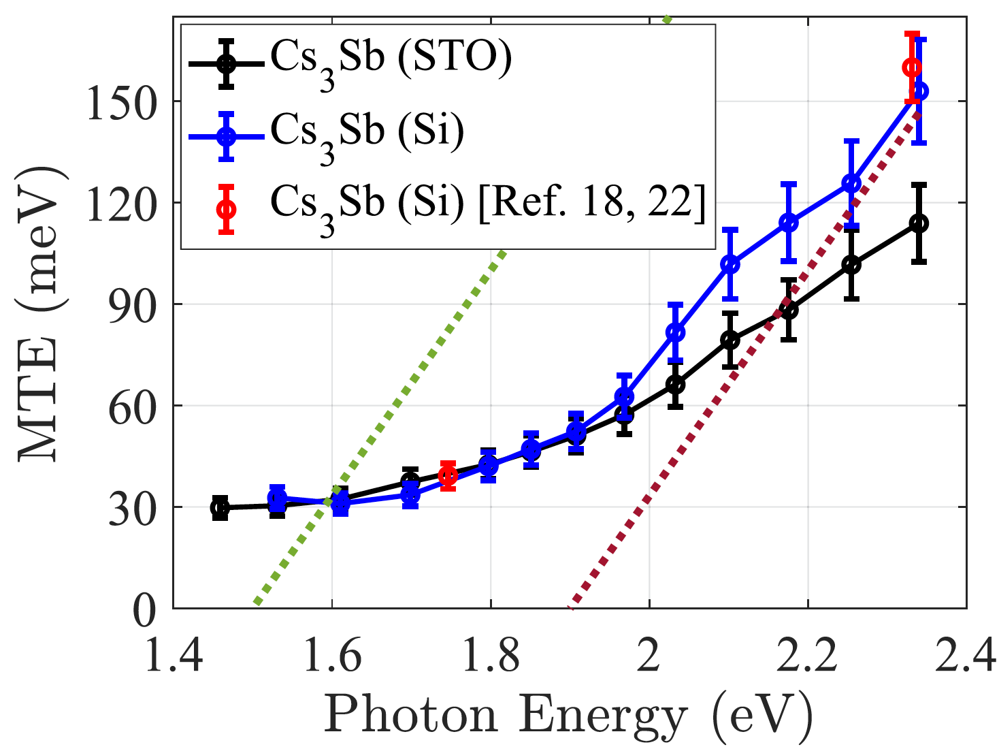 Cs3Sb (STO)
Cs3Sb (Si)
Cs3Sb (Si) [Ref. 18, 22]
MTE (meV)
150
120
90
60
30
0
1.4 1.6 1.8 2 2.2 2.4
Photon Energy (eV)